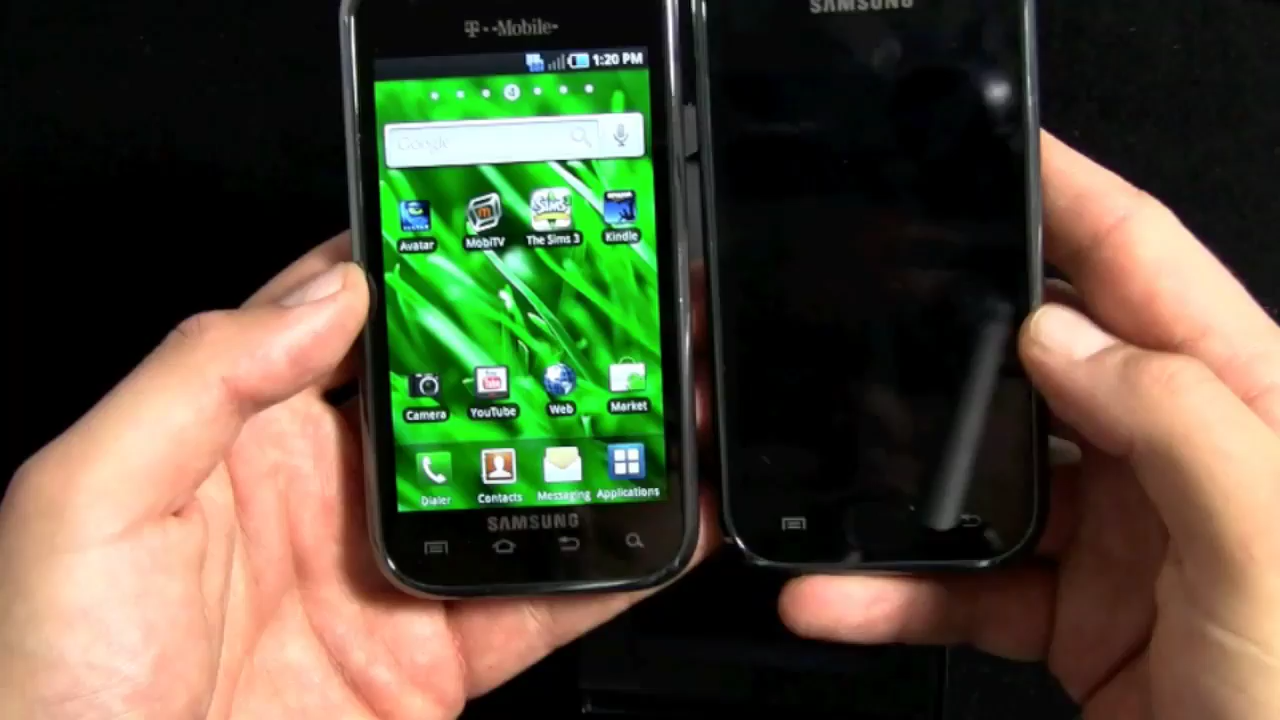 SAMSUNG
T··Mobile·
1:20 PM
4
Google
Avatar MobiTV The Sims 3 Kindle
Camera YouTube Web Market
Dialer Contacts Messaging Applications
SAMSUNG